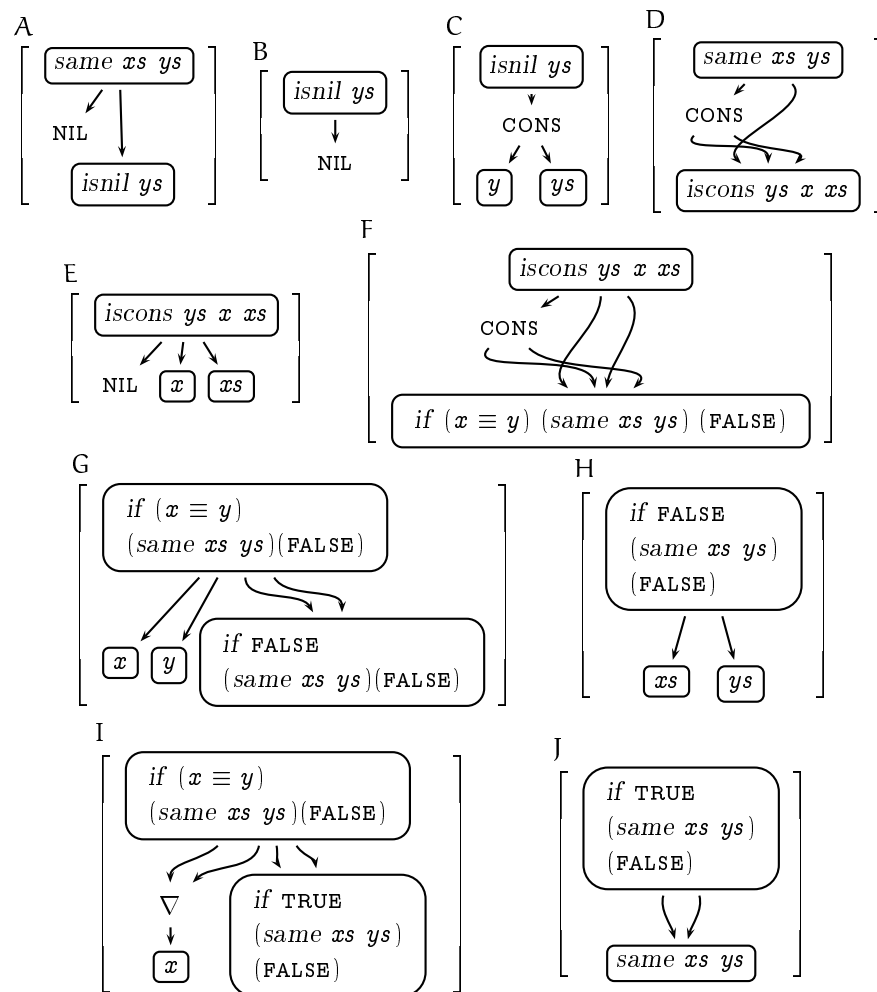 A
same xs ys
NIL
isnil ys
B
isnil ys
NIL
C
isnil ys
CONS
y ys
D
same xs ys
CONS
iscons ys x xs
E
iscons ys x xs
NIL x xs
F
iscons ys x xs
CONS
if (x ≡ y) (same xs ys) (FALSE)
G
if (x ≡ y)
(same xs ys)(FALSE)
x y
if FALSE
(same xs ys)(FALSE)
H
if FALSE
(same xs ys)
(FALSE)
xs ys
I
if (x ≡ y)
(same xs ys)(FALSE)
∇
x
if TRUE
(same xs ys)
(FALSE)
J
if TRUE
(same xs ys)
(FALSE)
same xs ys